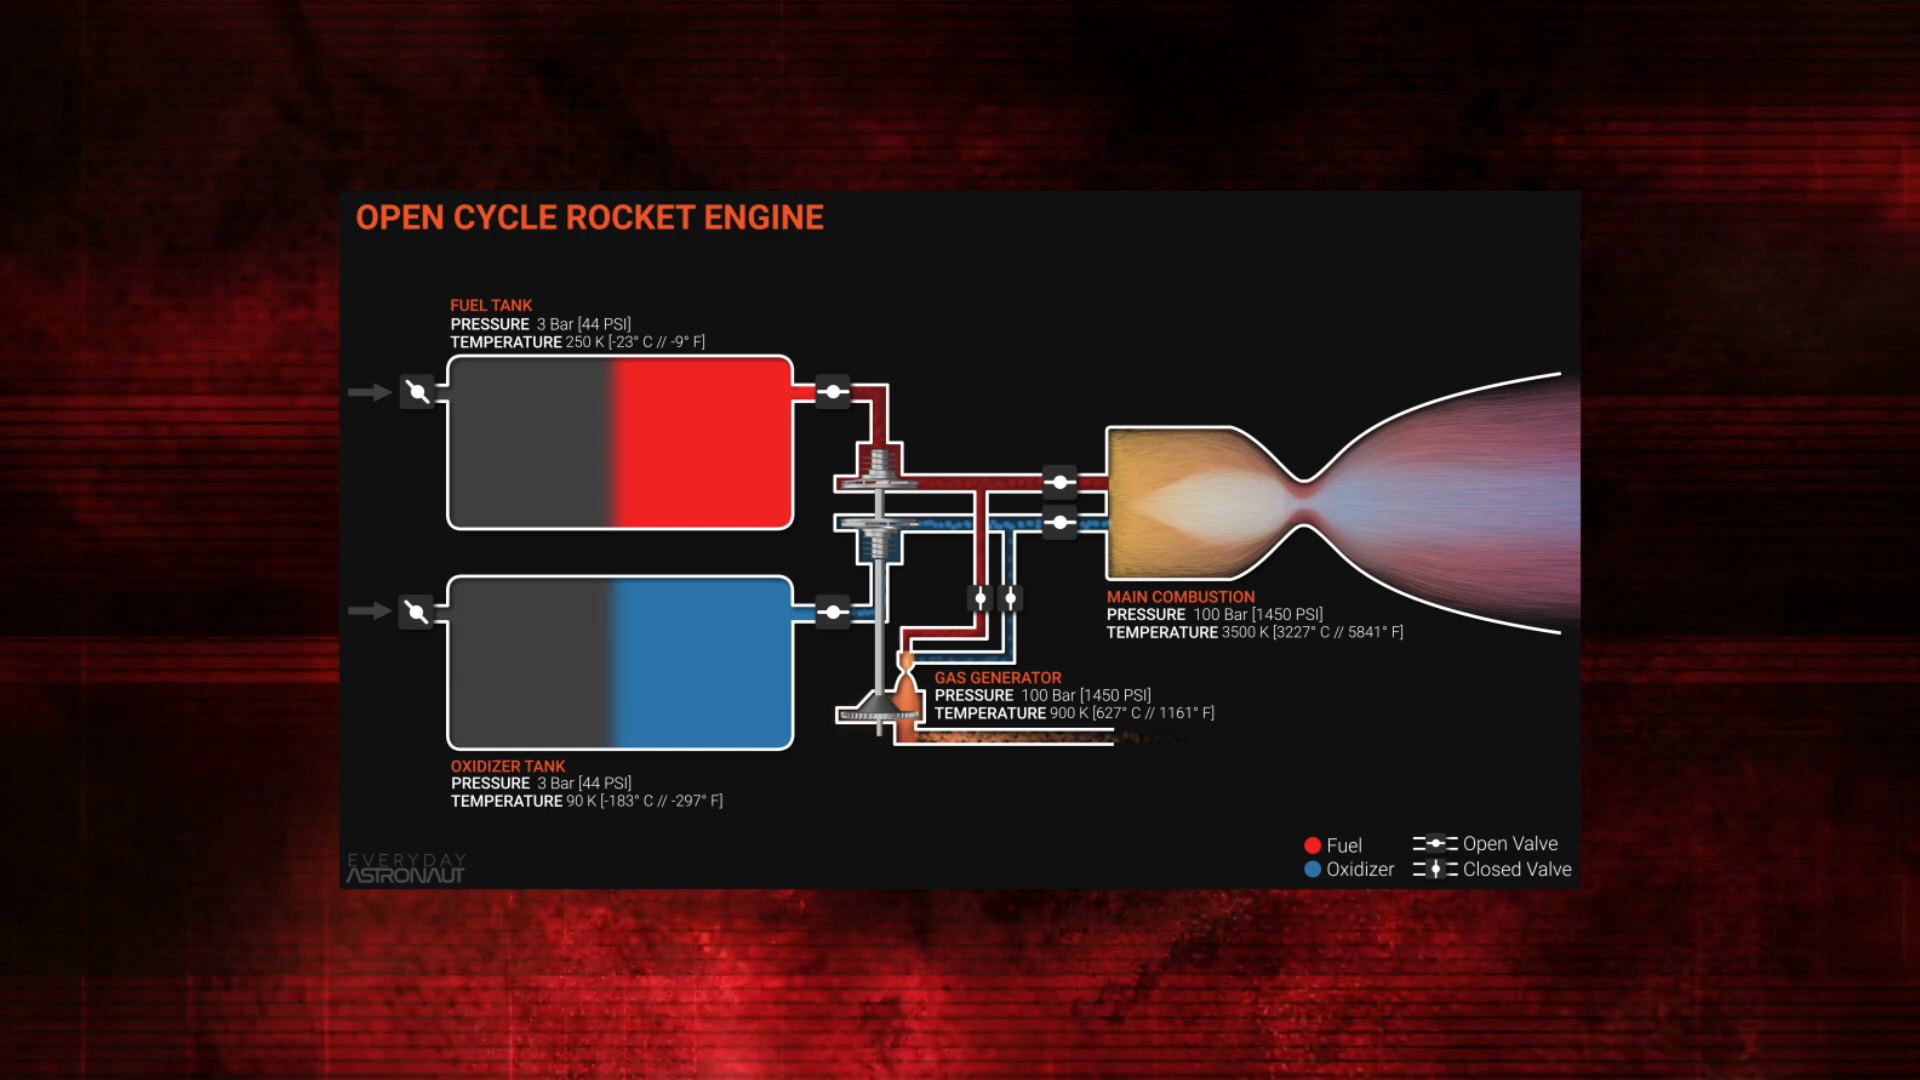 OPEN CYCLE ROCKET ENGINE
FUEL TANK
PRESSURE 3 Bar [44 PSI]
TEMPERATURE 250 K [-23° C // -9° F]
MAIN COMBUSTION
PRESSURE 100 Bar [1450 PSI]
TEMPERATURE 3500 K [3227° C // 5841° F]
GAS GENERATOR
PRESSURE 100 Bar [1450 PSI]
TEMPERATURE 900 K [627° C // 1161° F]
OXIDIZER TANK
PRESSURE 3 Bar [44 PSI]
TEMPERATURE 90 K [-183° C // -297° F]
Fuel
Open Valve
Oxidizer
Closed Valve
EVERYDAY
ASTRONAUT